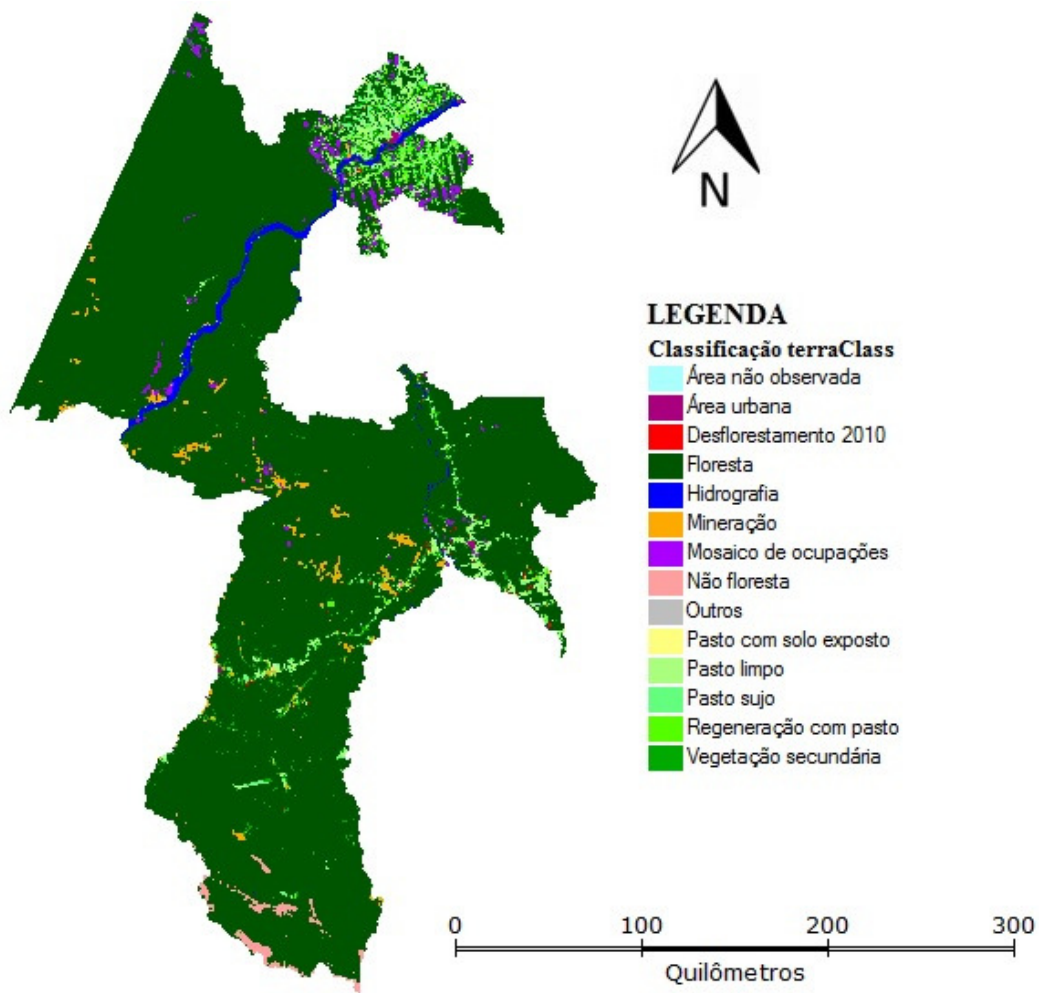 N
LEGENDA
Classificação terraClass
Área não observada
Área urbana
Desflorestamento 2010
Floresta
Hidrografia
Mineração
Mosaico de ocupações
Não floresta
Outros
Pasto com solo exposto
Pasto limpo
Pasto sujo
Regeneração com pasto
Vegetação secundária
0 100 200 300
Quilômetros